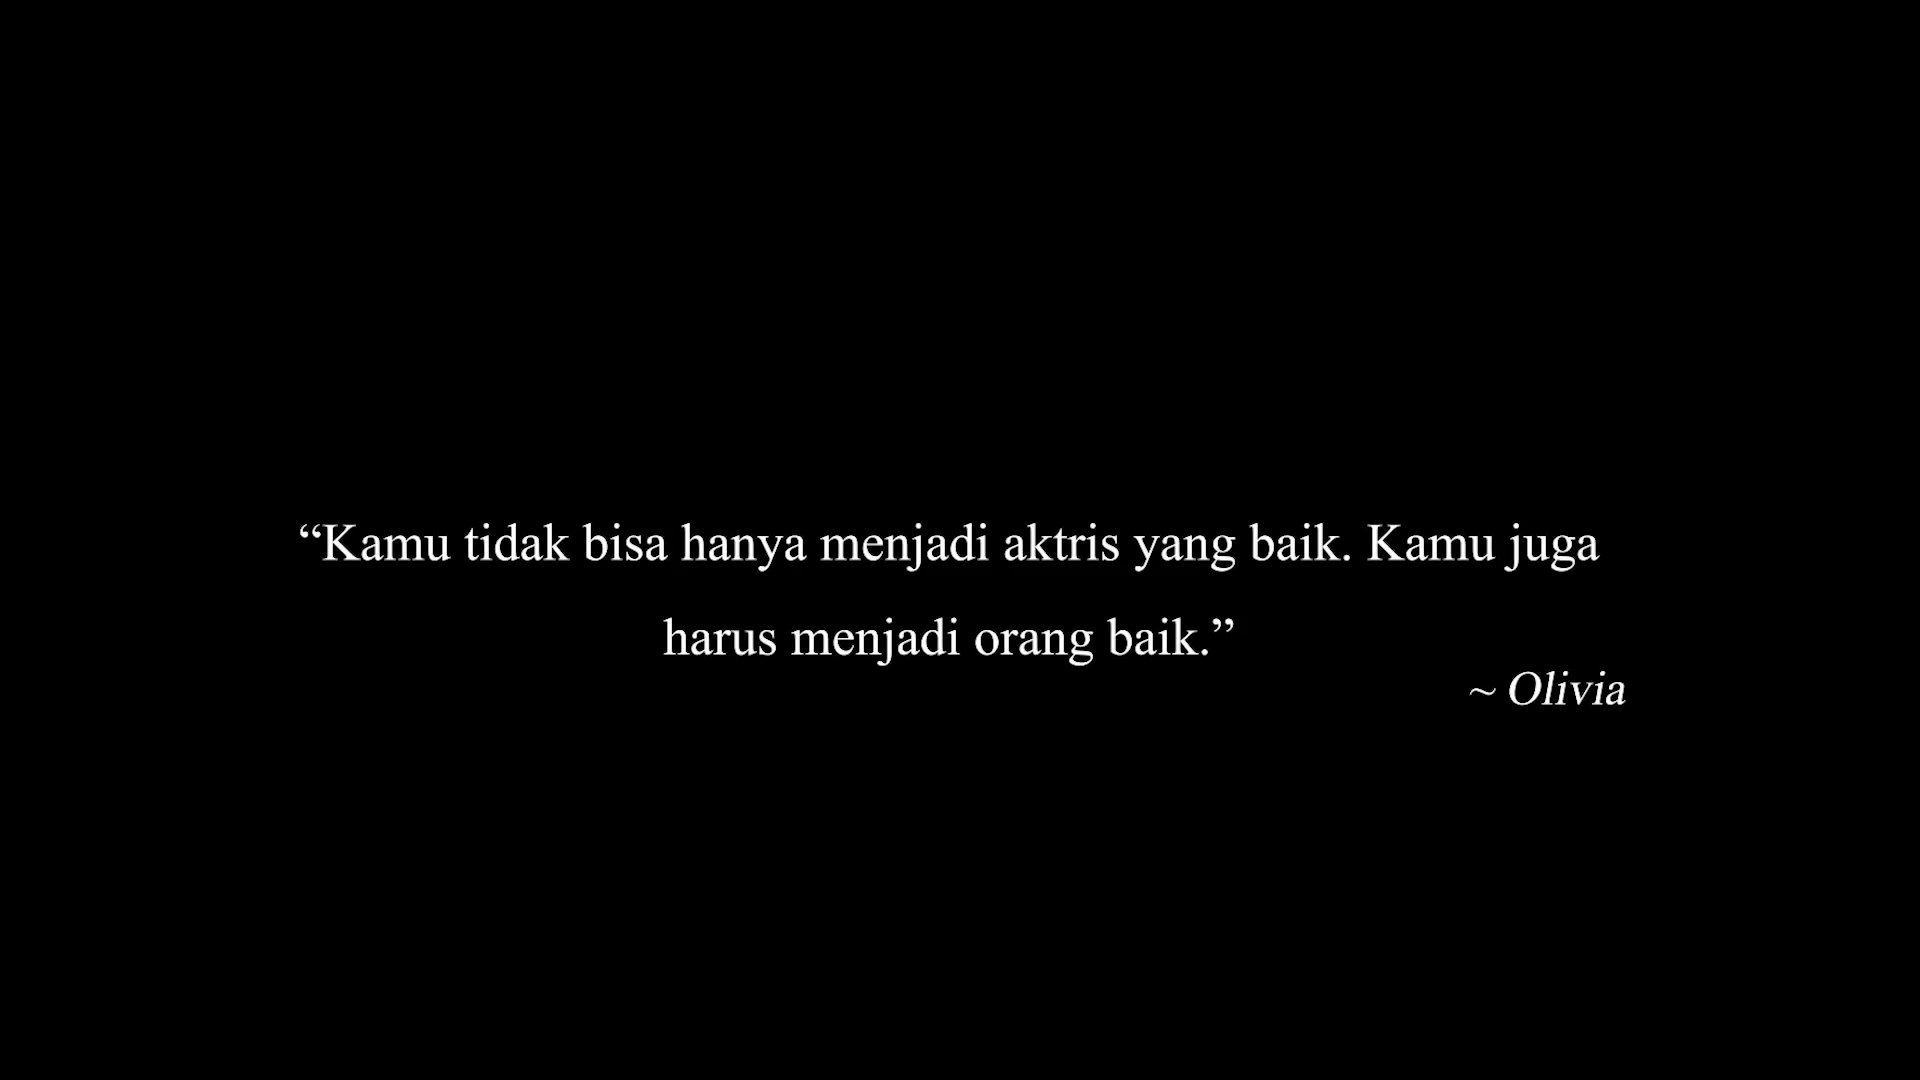 “Kamu tidak bisa hanya menjadi aktris yang baik. Kamu juga
harus menjadi orang baik.”
~ Olivia